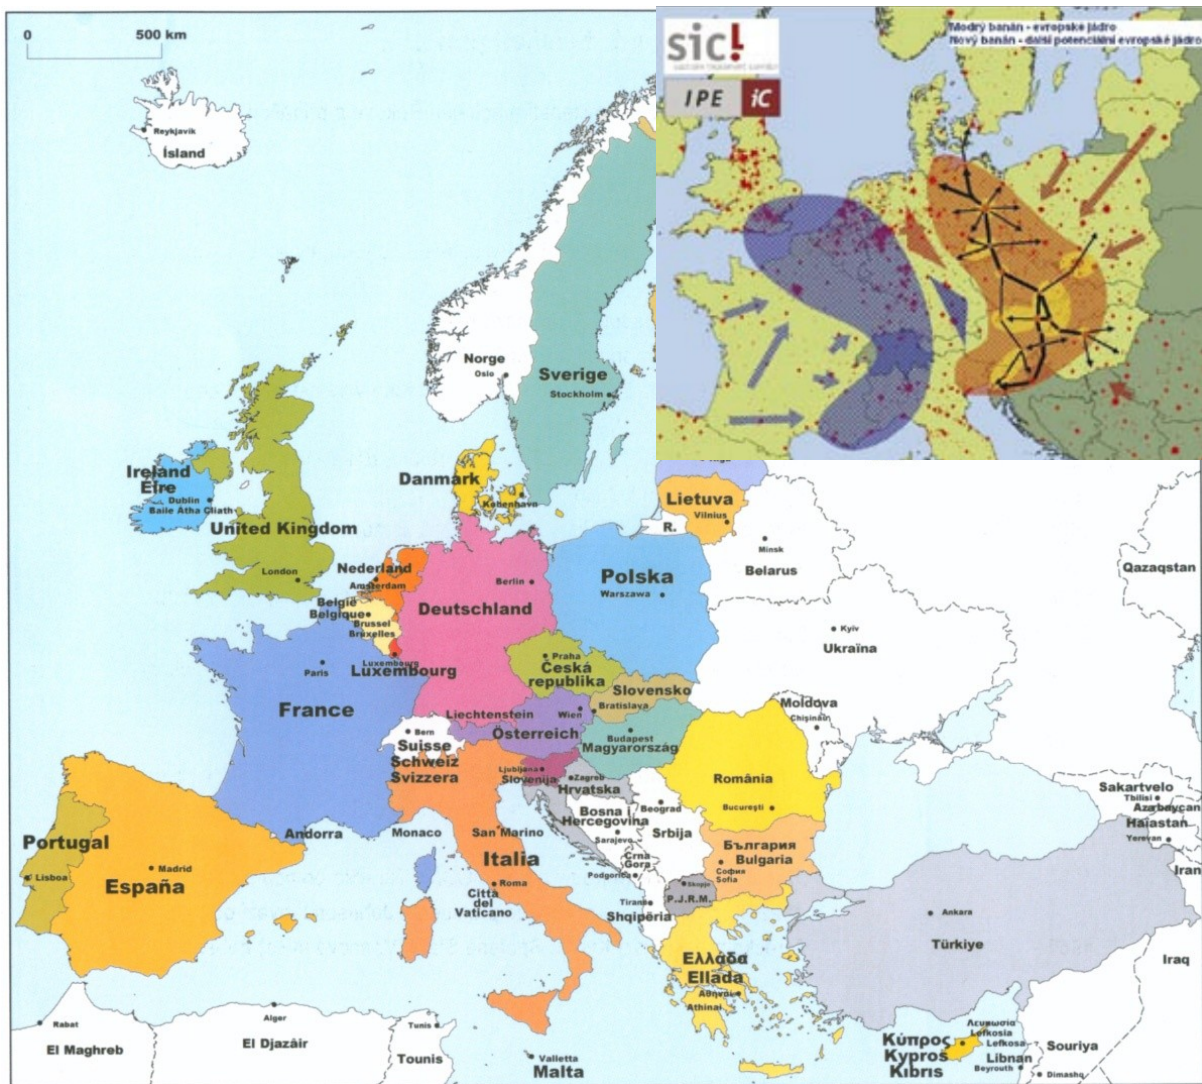 0 500 km
sic!
IPE iC
Modrý banán - evropské jádro
Nový banán - další potenciální evropské jádro
Reykjavík
Ísland
Norge
Oslo
Sverige
Stockholm
Ireland
Éire
Dublin
Baile Atha Cliath
United Kingdom
London
Danmark
København
Lietuva
Vilnius
R.
Minsk
Belarus
Qazaqstan
Nederland
Amsterdam
België
Belgique
Brussel
Bruxelles
Luxembourg
Luxembourg
Berlin
Deutschland
Polska
Warszawa
Kyiv
Ukraïna
Praha
Česká
republika
Slovensko
Bratislava
Moldova
Chişinău
Paris
France
Liechtenstein
Wien
Österreich
Budapest
Magyarország
Bern
Suisse
Schweiz
Svizzera
Ljubljana
Slovenija
Zagreb
Hrvatska
România
Bucureşti
Bosna i
Hercegovina
Sarajevo
Beograd
Srbija
Sakartvelo
Tbilisi
Azərbaycan
Haiastan
Yerevan
Iran
Portugal
Lisboa
Madrid
España
Andorra
Monaco
San Marino
Italia
Roma
Città
del
Vaticano
Crna
Gora
Podgorica
България
Bulgaria
София
Sofia
Skopje
P.J.R.M.
Tirana
Shqipëria
Ankara
Türkiye
Iraq
Ελλάδα
Ellada
Αθήναι
Athinai
Rabat
El Maghreb
Alger
El Djazâir
Tunis
Tounis
Valletta
Malta
Κύπρος
Kypros
Kıbrıs
Λευκωσία
Lefkosia
Lefkosa
Libnan
Beyrouth
Souriya
Dimashq